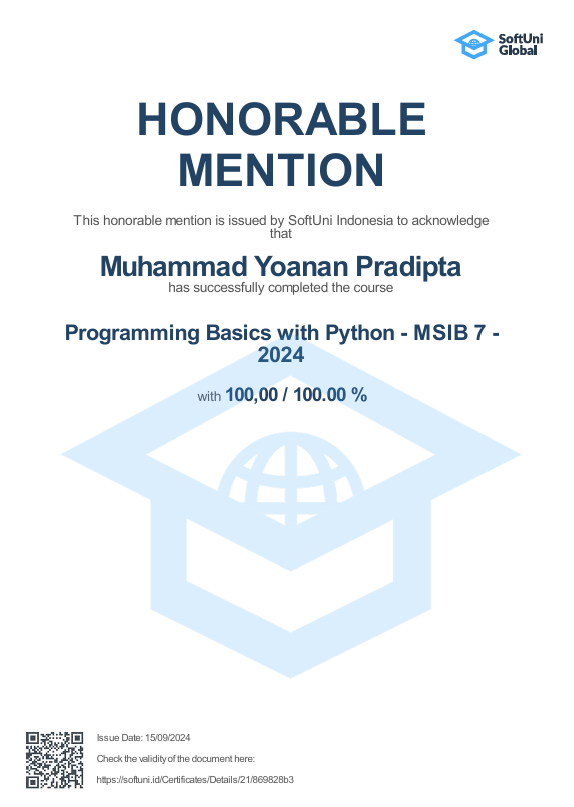 SoftUni
Global
HONORABLE
MENTION
This honorable mention is issued by SoftUni Indonesia to acknowledge
that
Muhammad Yoanan Pradipta
has successfully completed the course
Programming Basics with Python - MSIB 7 -
2024
with 100,00 / 100.00 %
Issue Date: 15/09/2024
Check the validity of the document here:
https://softuni.id/Certificates/Details/21/869828b3